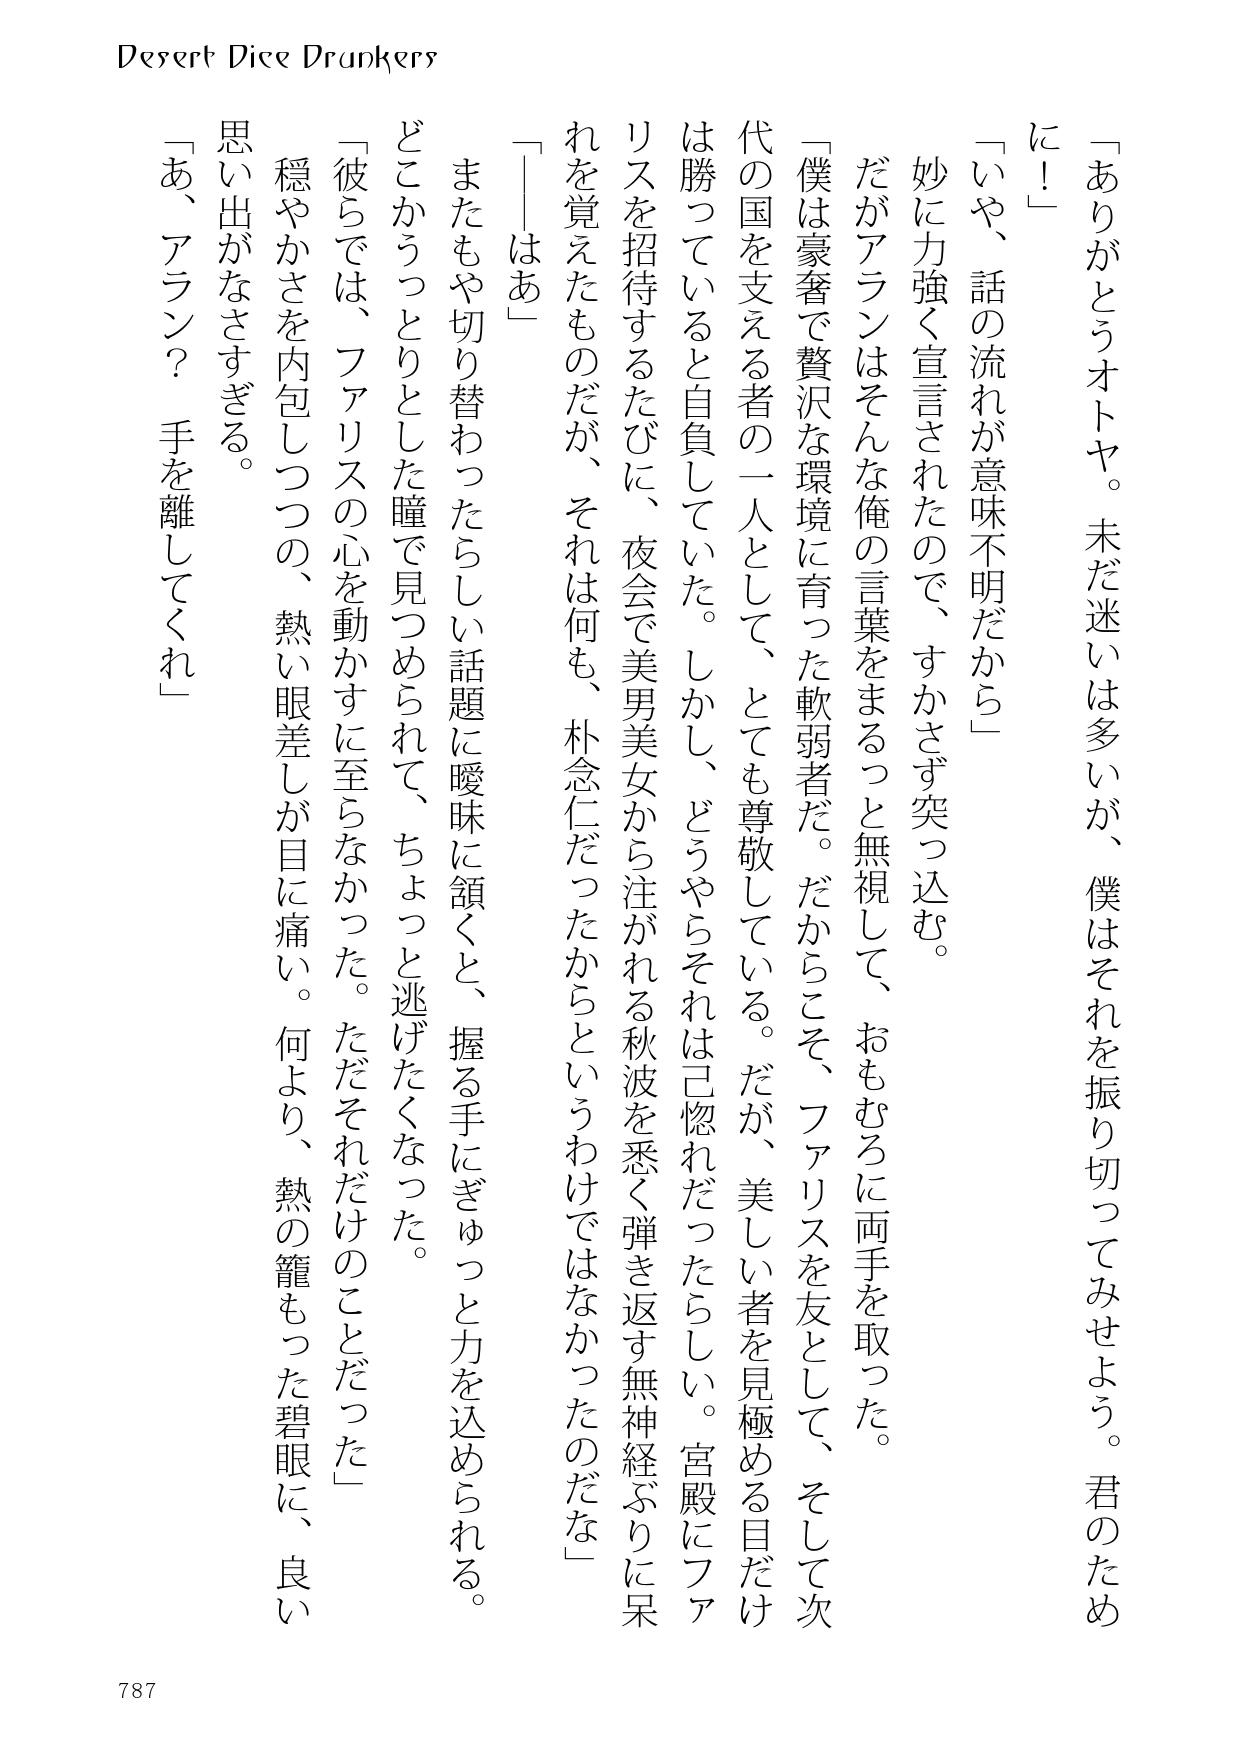 Desert Dice Drunkers
「ありがとうオトヤ。未だ迷いは多いが、僕はそれを振り切ってみせよう。君のため
に！」
「いや、話の流れが意味不明だから」
　妙に力強く宣言されたので、すかさず突っ込む。
　だがアランはそんな俺の言葉をまるっと無視して、おもむろに両手を取った。
「僕は豪奢で贅沢な環境に育った軟弱者だ。だからこそ、ファリスを友として、そして次
代の国を支える者の一人として、とても尊敬している。だが、美しい者を見極める目だけ
は勝っていると自負していた。しかし、どうやらそれは己惚れだったらしい。宮殿にファ
リスを招待するたびに、夜会で美男美女から注がれる秋波を悉く弾き返す無神経ぶりに呆
れを覚えたものだが、それは何も、朴念仁だったからというわけではなかったのだな」
「――はあ」
　またもや切り替わったらしい話題に曖昧に頷くと、握る手にぎゅっと力を込められる。
どこかうっとりとした瞳で見つめられて、ちょっと逃げたくなった。
「彼らでは、ファリスの心を動かすに至らなかった。ただそれだけのことだった」
　穏やかさを内包しつつの、熱い眼差しが目に痛い。何より、熱の籠もった碧眼に、良い
思い出がなさすぎる。
「あ、アラン？　手を離してくれ」
787